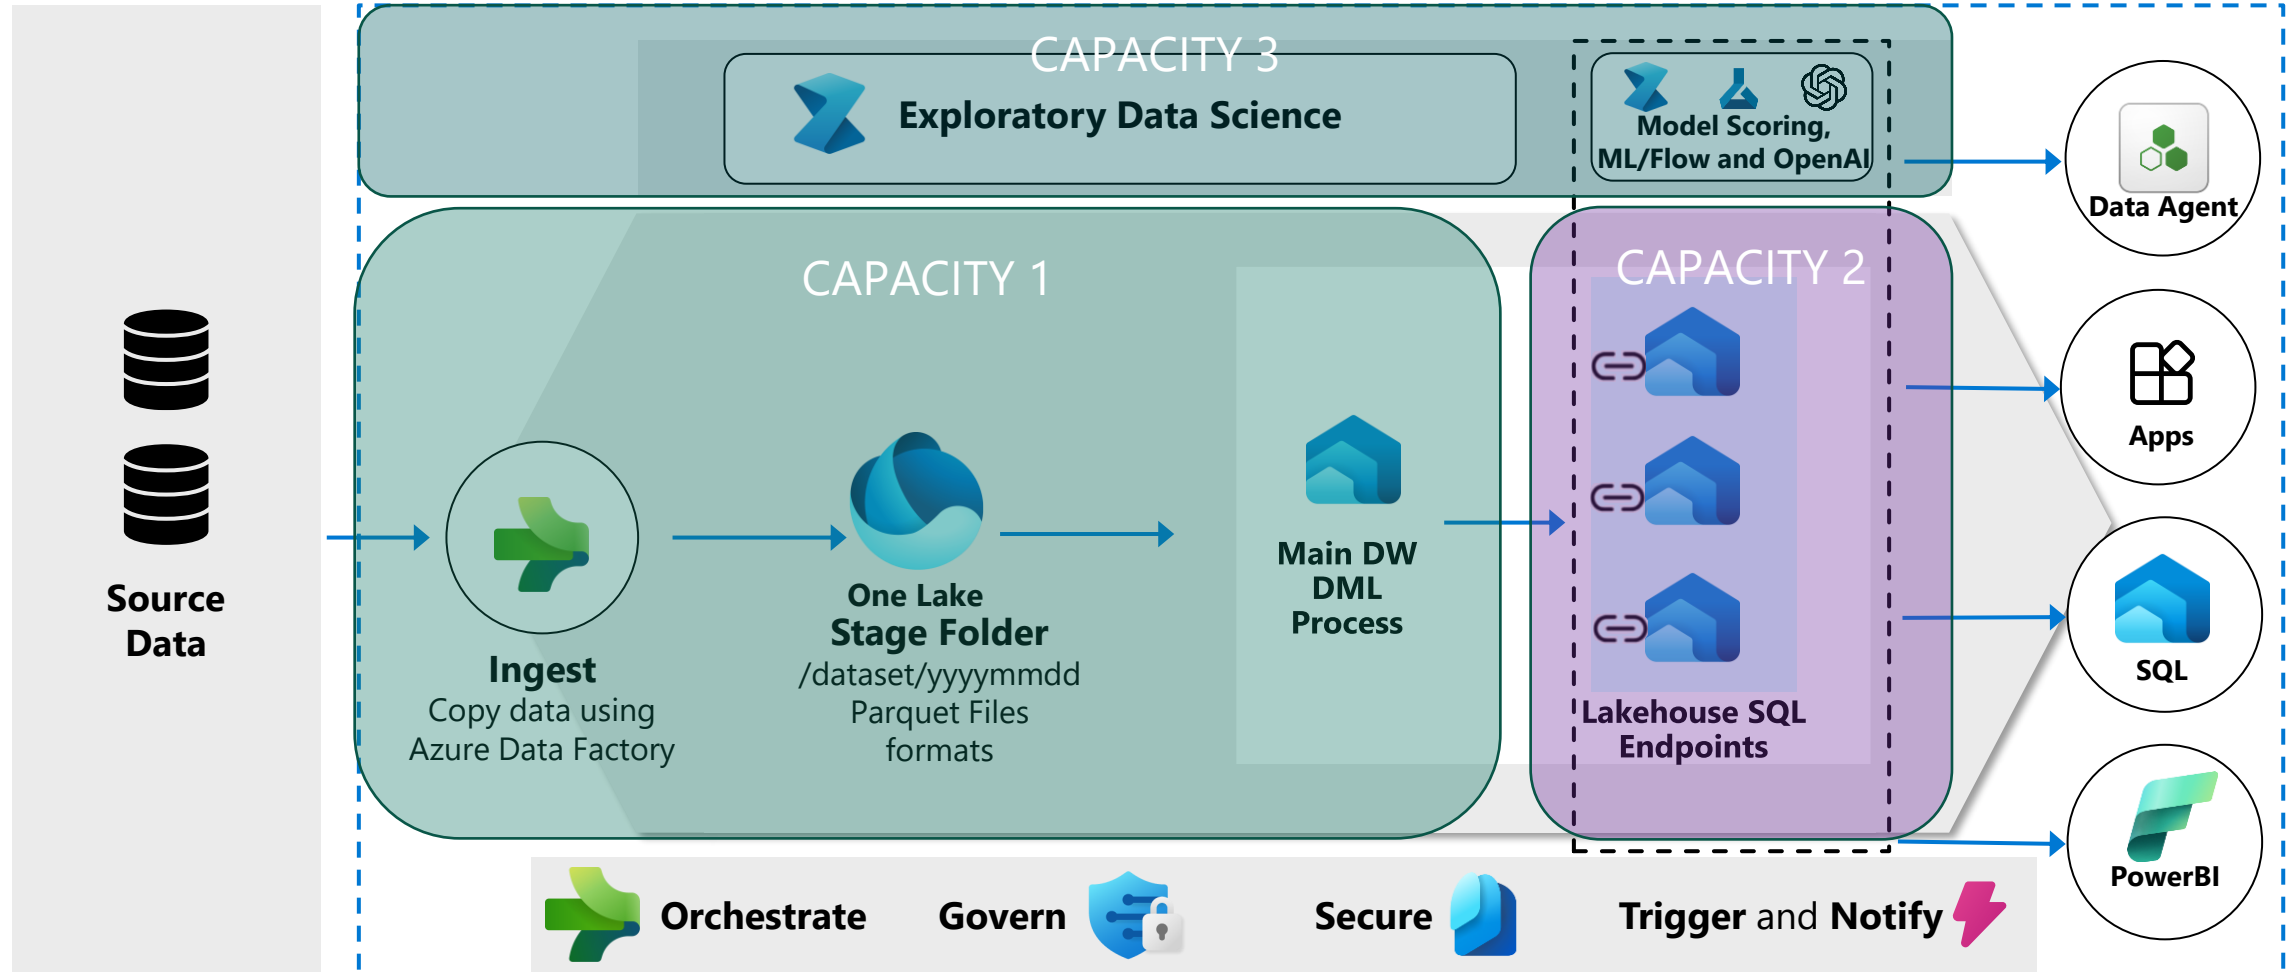 CAPACITY 3
Exploratory Data Science
Model Scoring,
ML/Flow and OpenAI
Data Agent
CAPACITY 1
CAPACITY 2
Apps
Source
Data
Ingest
Copy data using
Azure Data Factory
One Lake
Stage Folder
/dataset/yyyymmdd
Parquet Files
formats
Main DW
DML
Process
Lakehouse SQL
Endpoints
SQL
PowerBI
Orchestrate
Govern
Secure
Trigger and Notify